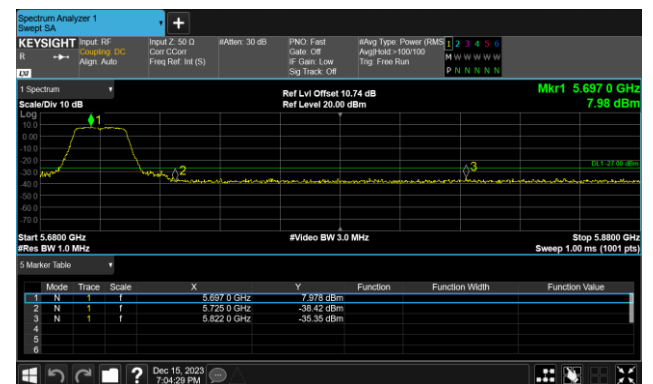 Spectrum Analyzer 1
Swept SA
+
KEYSIGHT Input: RF Input Z: 50 Ω #Atten: 30 dB PNO: Fast #Avg Type: Power (RMS 1 2 3 4 5 6
R Coupling: DC Corr CCorr Gate: Off Avg|Hold >100/100 M W W W W W
Align: Auto Freq Ref: Int (S) IF Gain: Low Trig: Free Run
LXI Sig Track: Off P N N N N N
1 Spectrum Ref Lvl Offset 10.74 dB Mkr1 5.697 0 GHz
Scale/Div 10 dB Ref Level 20.00 dBm 7.98 dBm
Log
10.0 1
0.00
-10.0
-20.0 DL1 -27.00 dBm
-30.0 2 3
-40.0
-50.0
-60.0
-70.0
Start 5.6800 GHz #Video BW 3.0 MHz Stop 5.8800 GHz
#Res BW 1.0 MHz Sweep 1.00 ms (1001 pts)
5 Marker Table
Mode Trace Scale X Y Function Function Width Function Value
1 N 1 f 5.697 0 GHz 7.978 dBm
2 N 1 f 5.725 0 GHz -38.42 dBm
3 N 1 f 5.822 0 GHz -35.35 dBm
4
5
6
? Dec 15, 2023
7:04:29 PM